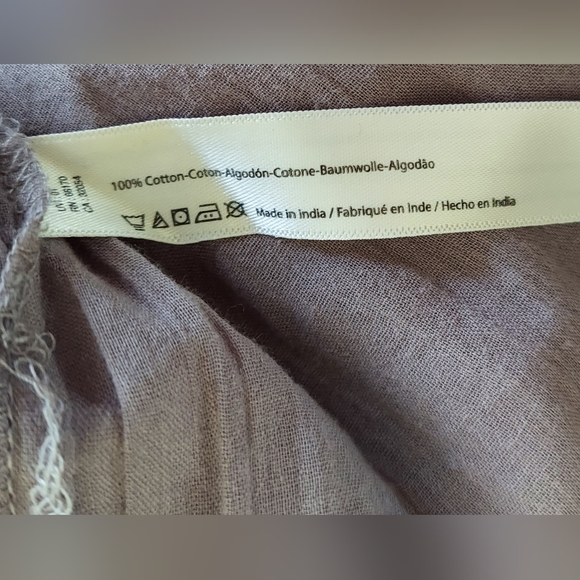 100% Cotton-Coton-Algodón-Cotone-Baumwolle-Algodão
Made in India / Fabriqué en Inde / Hecho en India